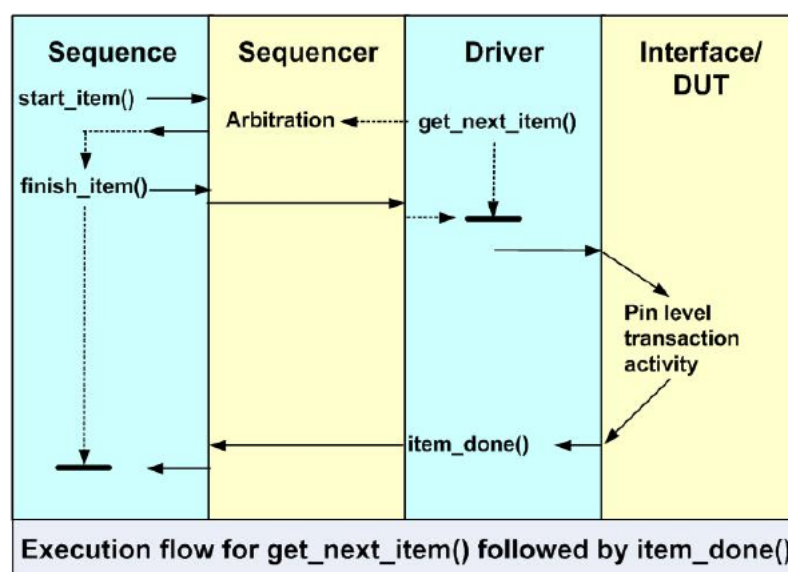 Sequence
Sequencer
Driver
Interface/
DUT
start_item()
Arbitration
get_next_item()
finish_item()
Pin level
transaction
activity
item_done()
Execution flow for get_next_item() followed by item_done()